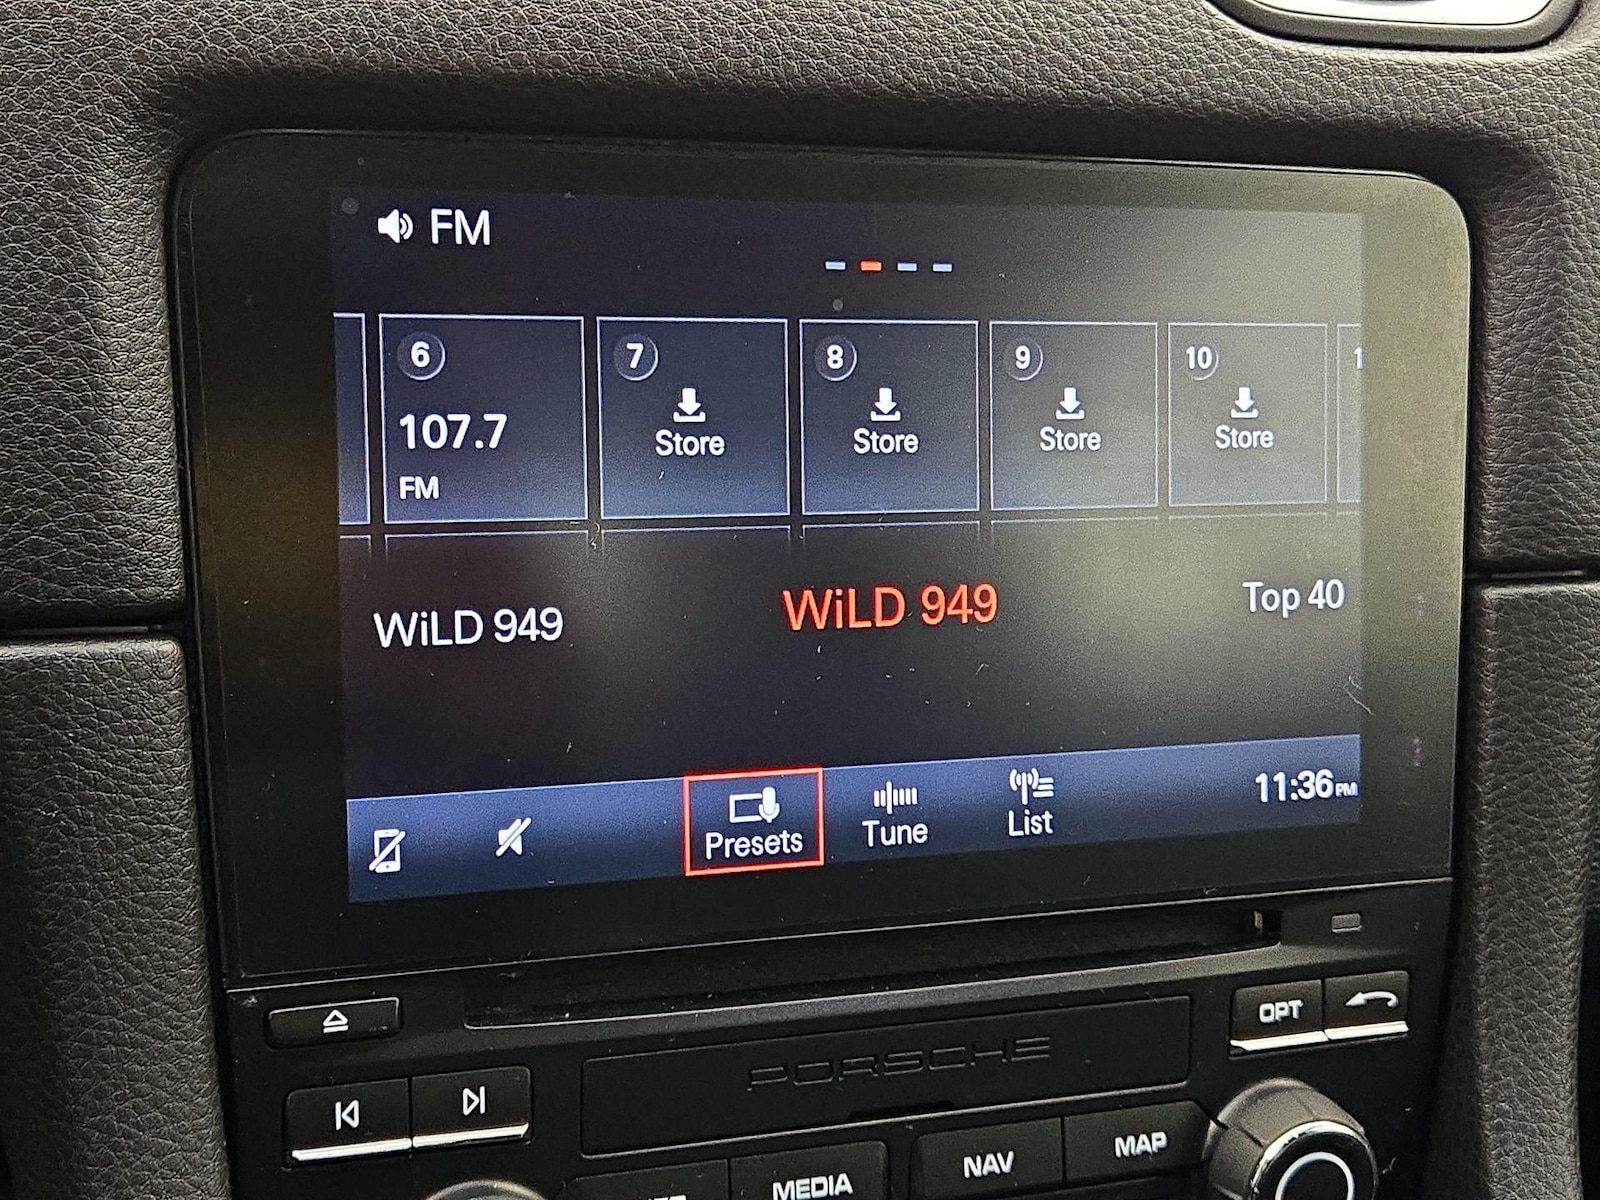 FM
6
7
8
9
10
Store
Store
Store
Store
107.7
FM
WiLD 949
WiLD 949
Top 40
Presets
Tune
List
11:36PM
OPT
PORSCHE
MEDIA
NAV
MAP